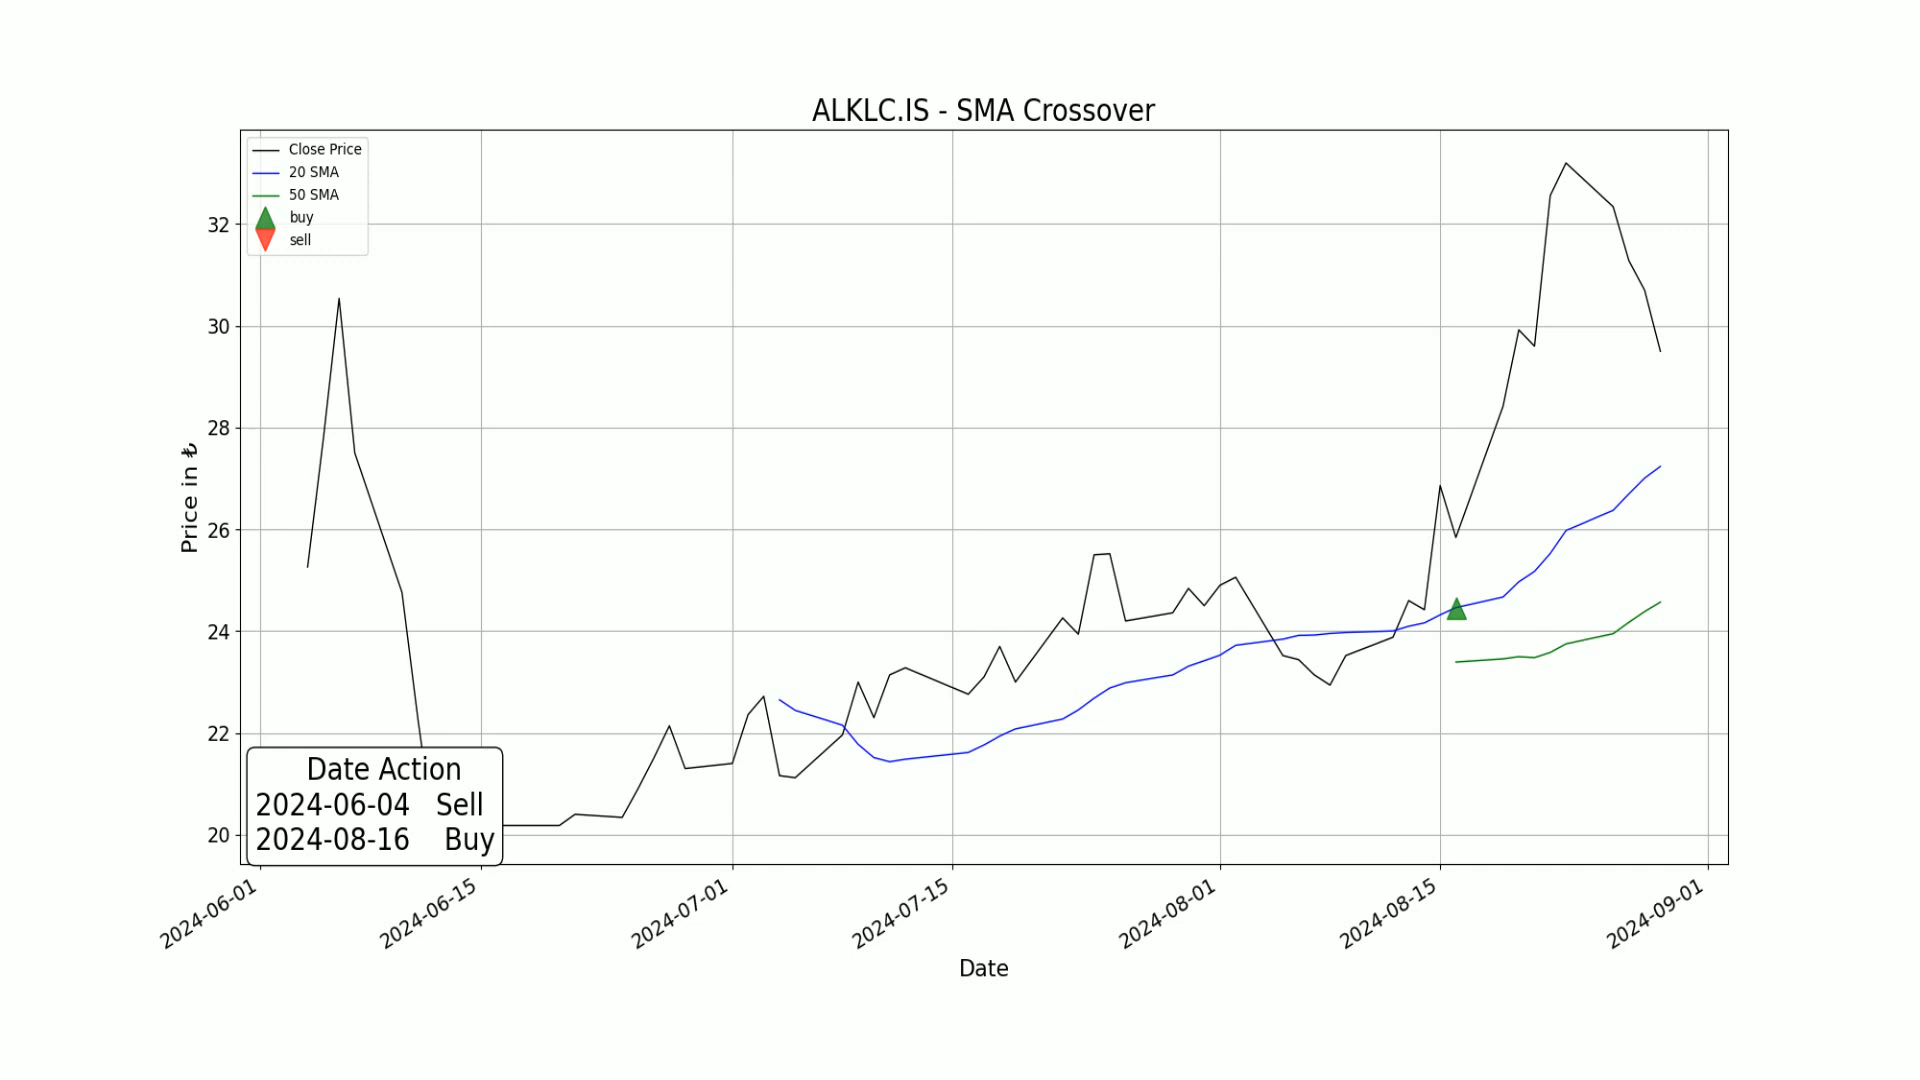 ALKLC.IS - SMA Crossover
Close Price
20 SMA
50 SMA
buy
sell
Price in ₺
32
30
28
26
24
22
20
Date Action
2024-06-04 Sell
2024-08-16 Buy
2024-06-01
2024-06-15
2024-07-01
2024-07-15
2024-08-01
2024-08-15
2024-09-01
Date